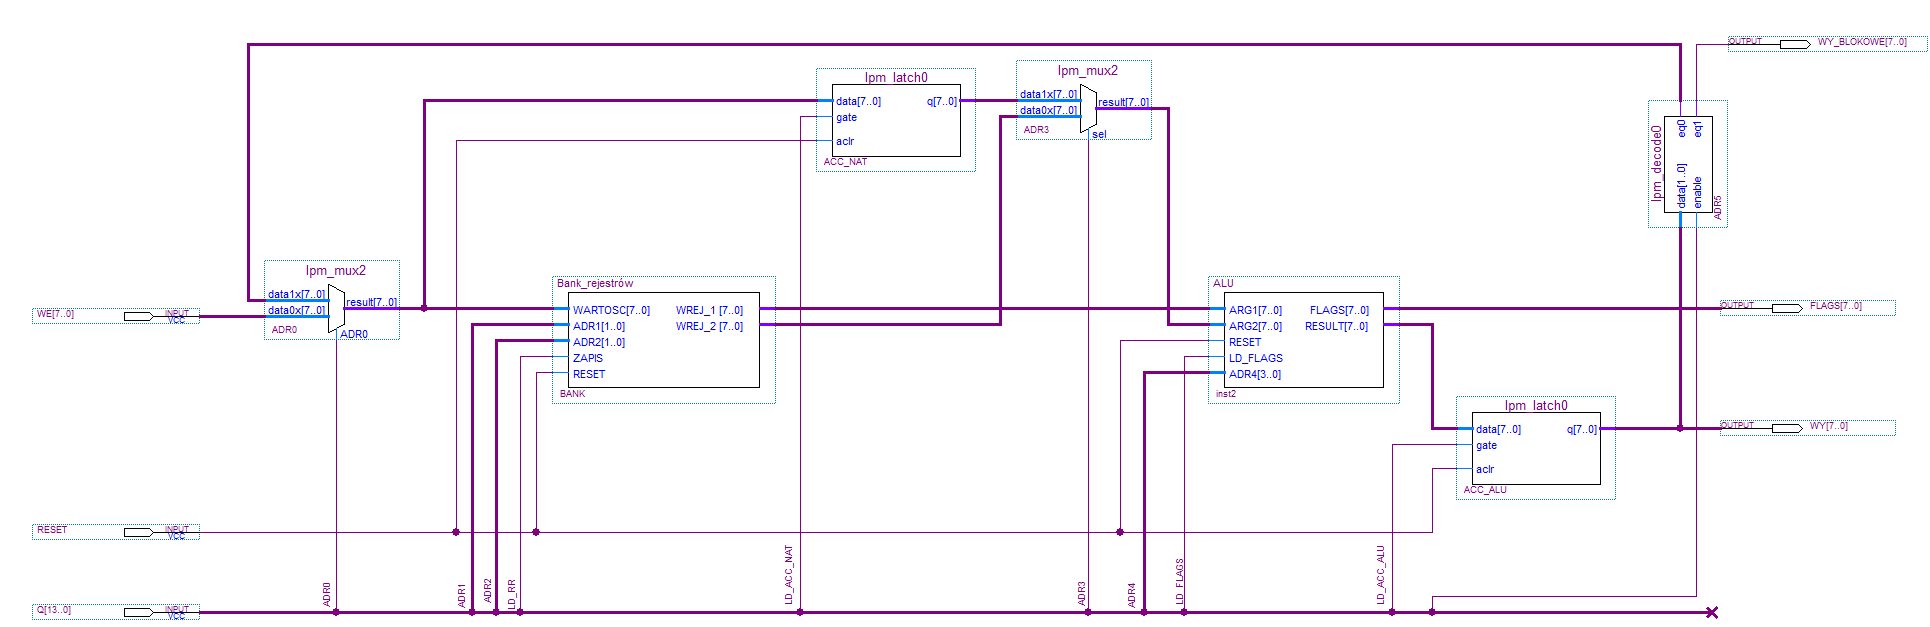 OUTPUT
WY_BLOKOWE[7..0]
lpm_latch0
data[7..0]
q[7..0]
gate
aclr
ACC_NAT
lpm_mux2
data1x[7..0]
data0x[7..0]
result[7..0]
ADR3
sel
lpm_decode0
eq0
eq1
data[1..0]
enable
ADR5
lpm_mux2
data1x[7..0]
data0x[7..0]
result[7..0]
ADR0
ADR0
WE[7..0]
INPUT
VCC
Bank_rejestrów
WARTOSC[7..0]
WREJ_1 [7..0]
ADR1[1..0]
WREJ_2 [7..0]
ADR2[1..0]
ZAPIS
RESET
BANK
ALU
ARG1[7..0]
FLAGS[7..0]
ARG2[7..0]
RESULT[7..0]
RESET
LD_FLAGS
ADR4[3..0]
inst2
OUTPUT
FLAGS[7..0]
lpm_latch0
data[7..0]
q[7..0]
gate
aclr
ACC_ALU
OUTPUT
WY[7..0]
RESET
INPUT
VCC
ADR0
ADR1
ADR2
LD_RR
LD_ACC_NAT
ADR3
ADR4
LD_FLAGS
LD_ACC_ALU
Q[13..0]
INPUT
VCC